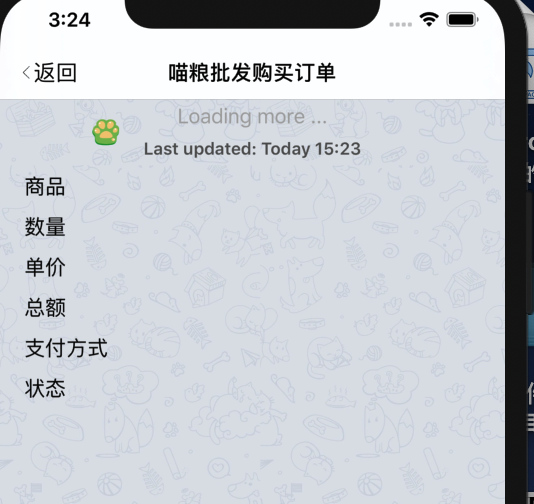 3:24
返回
喵粮批发购买订单
Loading more ...
Last updated: Today 15:23
商品
数量
单价
总额
支付方式
状态